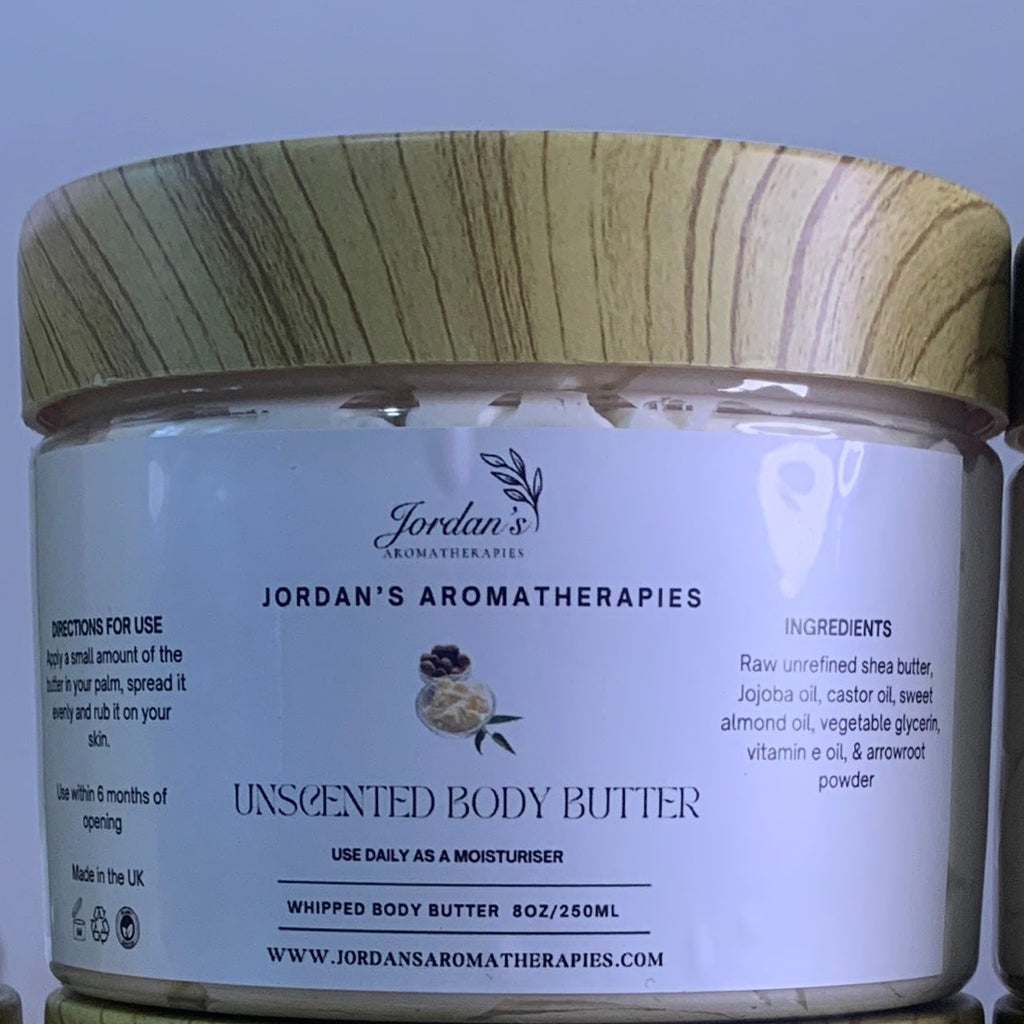 Jordan's
AROMATHERAPIES
JORDAN'S AROMATHERAPIES
DIRECTIONS FOR USE
Apply a small amount of the
butter in your palm, spread it
evenly and rub it on your
skin.
Use within 6 months of
opening
Made in the UK
UNSCENTED BODY BUTTER
USE DAILY AS A MOISTURISER
WHIPPED BODY BUTTER 8OZ/250ML
WWW.JORDANSAROMATHERAPIES.COM
INGREDIENTS
Raw unrefined shea butter,
Jojoba oil, castor oil, sweet
almond oil, vegetable glycerin,
vitamin e oil, & arrowroot
powder